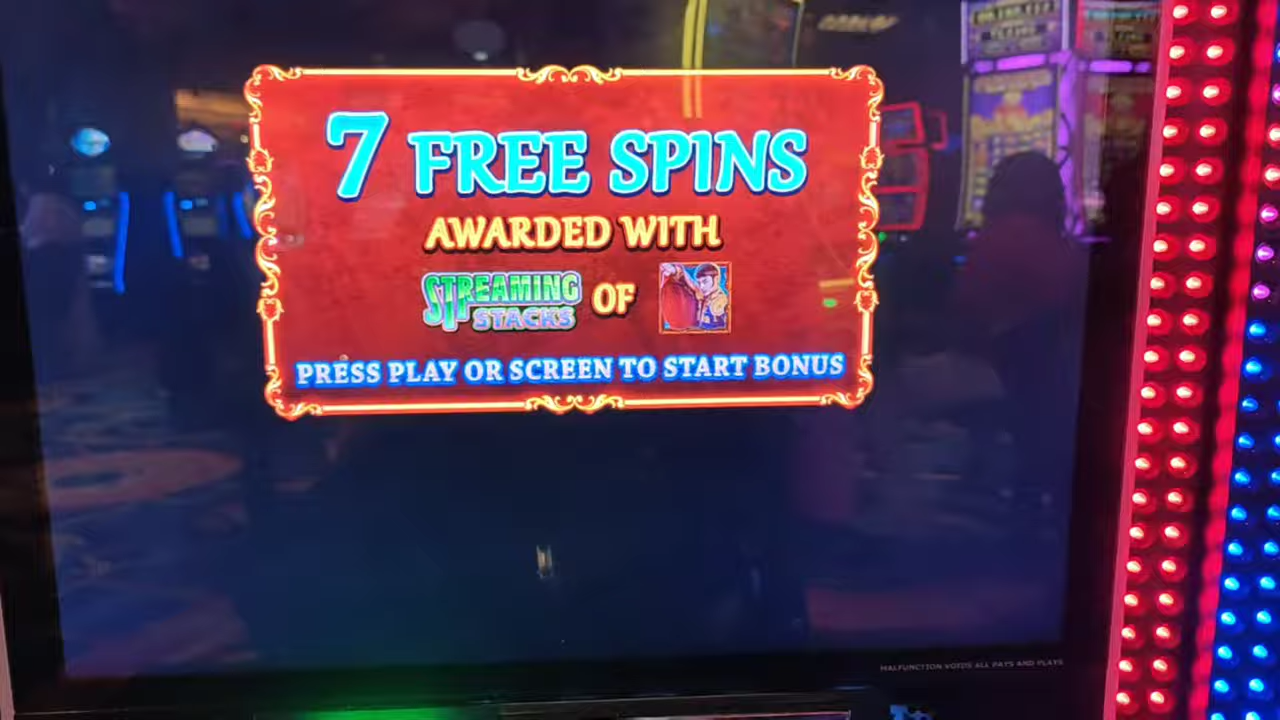 7 FREE SPINS
AWARDED WITH
STREAMING STACKS OF
PRESS PLAY OR SCREEN TO START BONUS
MALFUNCTION VOIDS ALL PAYS AND PLAYS